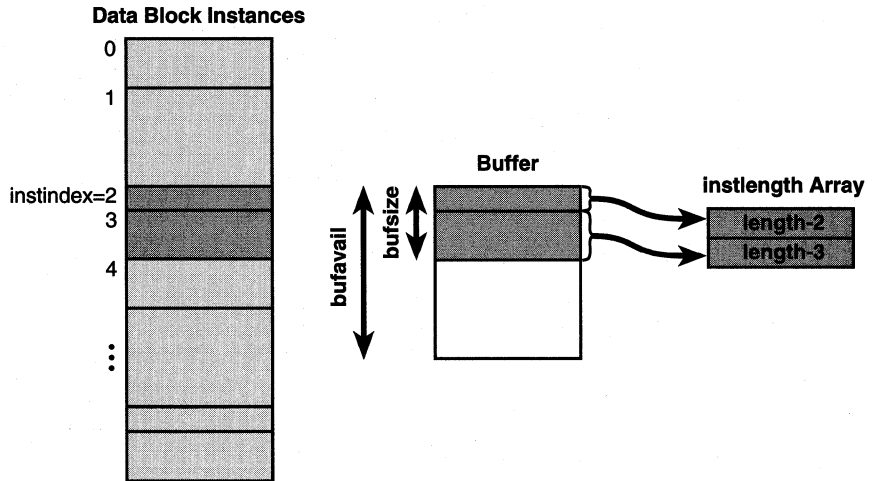 Data Block Instances
0
1
instindex=2
3
4
...
bufavail
bufsize
Buffer
instlength Array
length-2
length-3